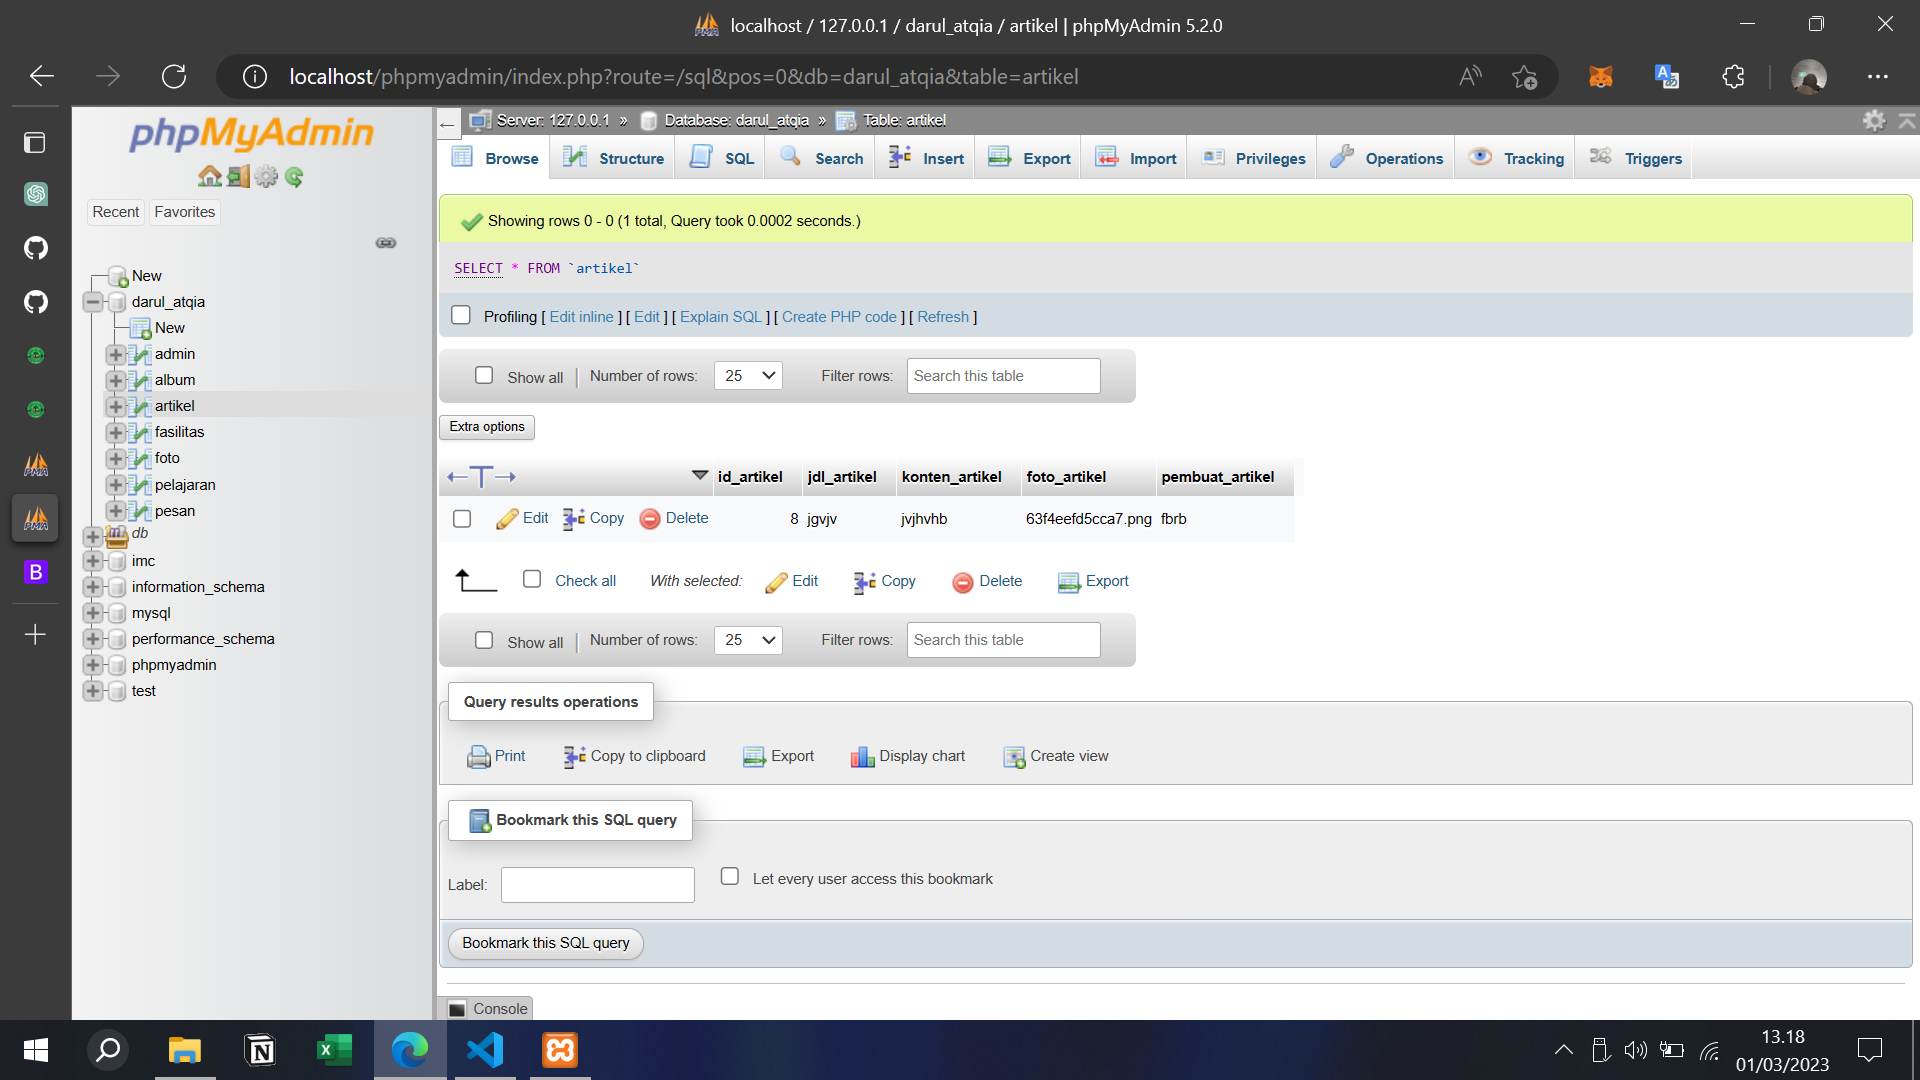 localhost / 127.0.0.1 / darul_atqia / artikel | phpMyAdmin 5.2.0
localhost/phpmyadmin/index.php?route=/sql&pos=0&db=darul_atqia&table=artikel
phpMyAdmin
Recent Favorites
New
darul_atqia
New
admin
album
artikel
fasilitas
foto
pelajaran
pesan
db
imc
information_schema
mysql
performance_schema
phpmyadmin
test
Server: 127.0.0.1 » Database: darul_atqia » Table: artikel
Browse Structure SQL Search Insert Export Import Privileges Operations Tracking Triggers
Showing rows 0 - 0 (1 total, Query took 0.0002 seconds.)
SELECT * FROM `artikel`
Profiling [ Edit inline ] [ Edit ] [ Explain SQL ] [ Create PHP code ] [ Refresh ]
Show all | Number of rows: 25 Filter rows: Search this table
Extra options
id_artikel jdl_artikel konten_artikel foto_artikel pembuat_artikel
Edit Copy Delete 8 jgvjv jvjhvhb 63f4eefd5cca7.png fbrb
Check all With selected: Edit Copy Delete Export
Show all | Number of rows: 25 Filter rows: Search this table
Query results operations
Print Copy to clipboard Export Display chart Create view
Bookmark this SQL query
Label: Let every user access this bookmark
Bookmark this SQL query
Console
13.18
01/03/2023